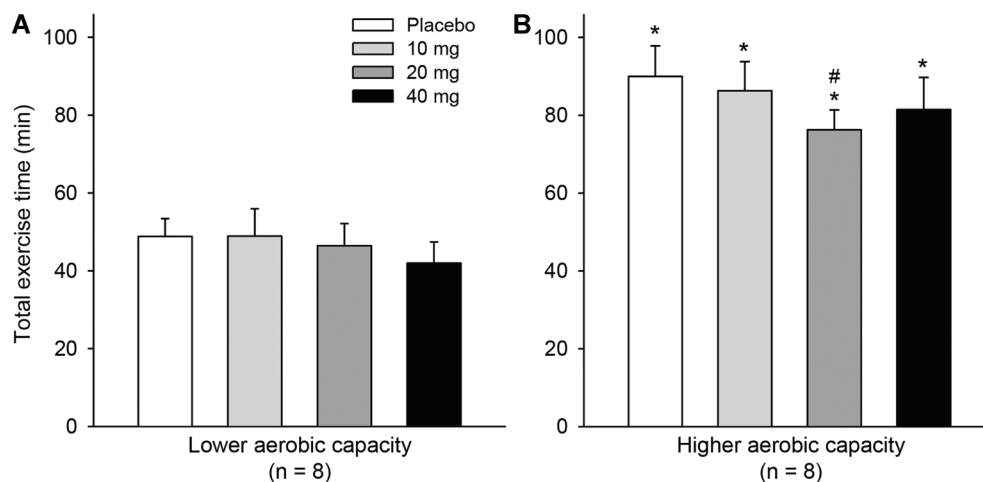 A
Placebo
10 mg
20 mg
40 mg
Total exercise time (min)
100
80
60
40
20
0
Lower aerobic capacity
(n = 8)
B
100
80
60
40
20
0
* * # * *
Higher aerobic capacity
(n = 8)